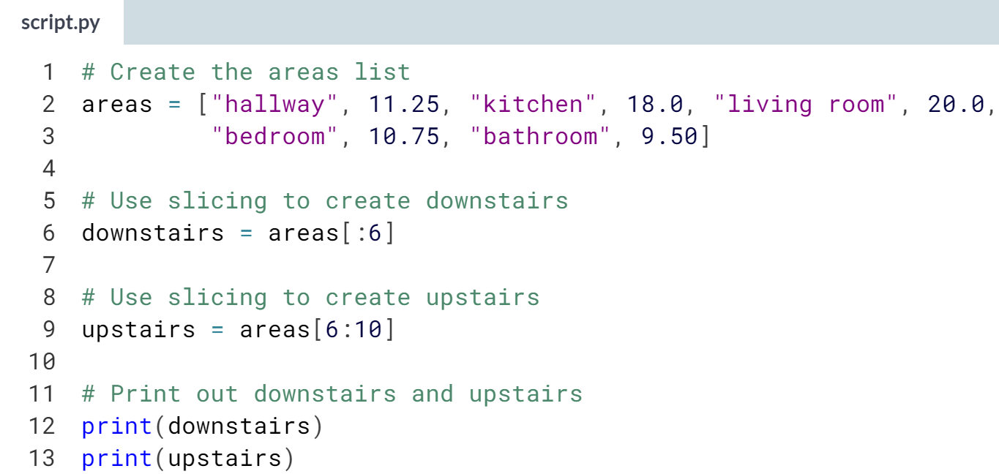 script.py
1 # Create the areas list
2 areas = ["hallway", 11.25, "kitchen", 18.0, "living room", 20.0,
3          "bedroom", 10.75, "bathroom", 9.50]
4
5 # Use slicing to create downstairs
6 downstairs = areas[:6]
7
8 # Use slicing to create upstairs
9 upstairs = areas[6:10]
10
11 # Print out downstairs and upstairs
12 print(downstairs)
13 print(upstairs)